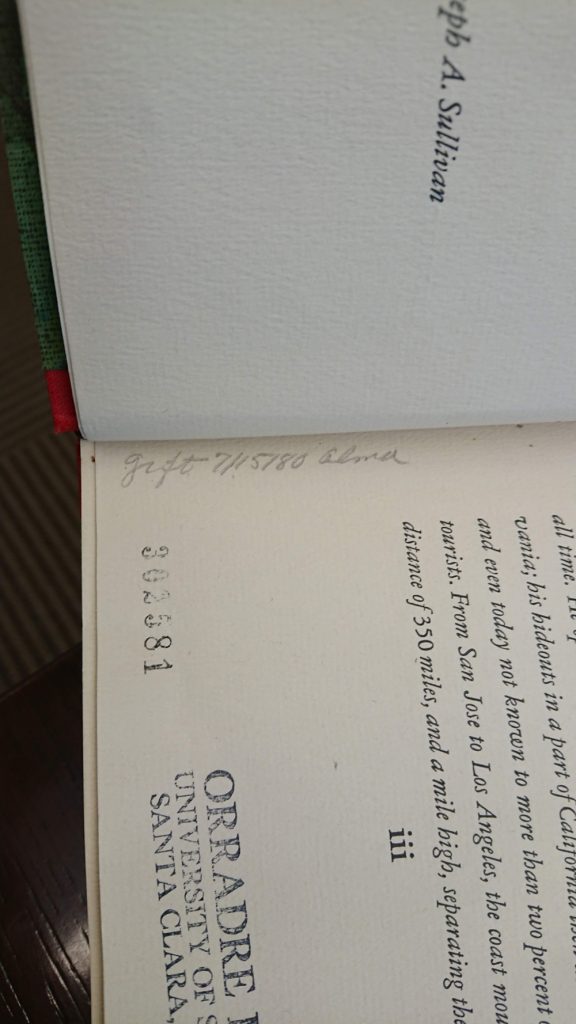 eph A. Sullivan
all time.
vania; his hideouts in a part of California
and even today not known to more than two percent
tourists. From San Jose to Los Angeles, the coast mou
distance of 350 miles, and a mile high, separating the
iii
gift 7/15/80 alma
302581
ORRADRE
UNIVERSITY OF S
SANTA CLARA,